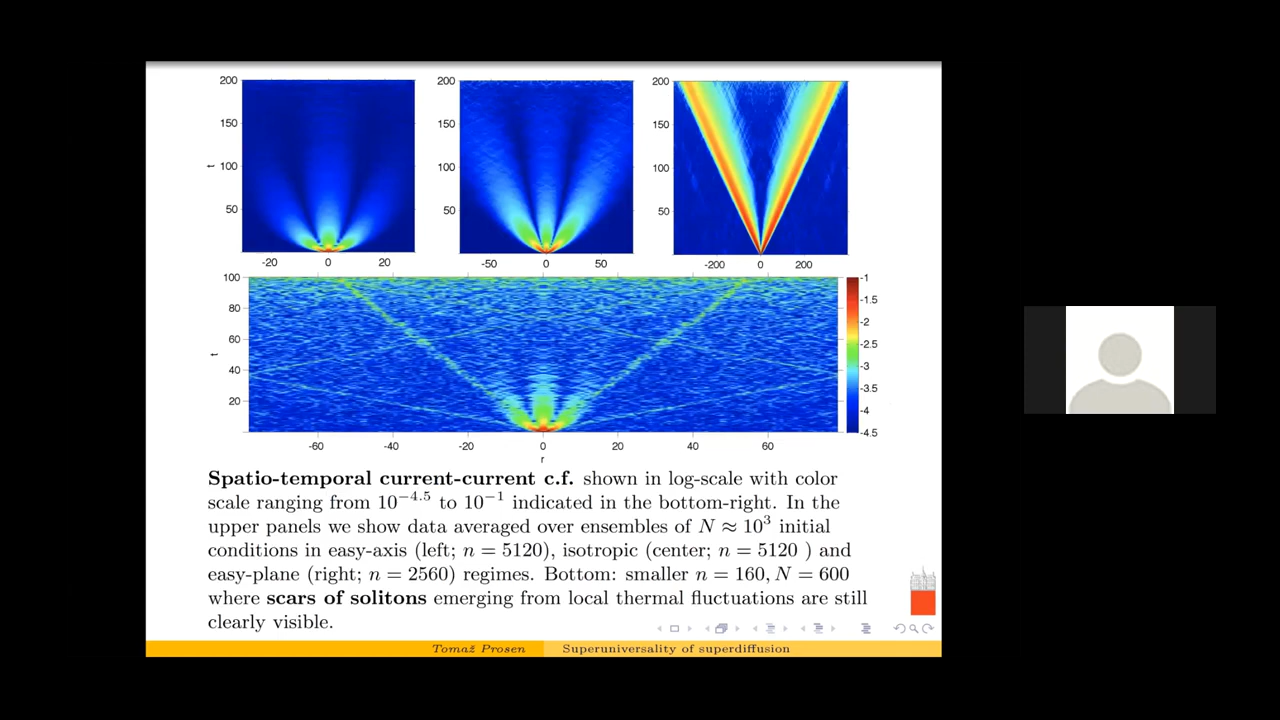 200
150
100
50
t
-20 0 20
200
150
100
50
-50 0 50
200
150
100
50
-200 0 200
100
80
60
40
20
t
-60 -40 -20 0 20 40 60
r
-1
-1.5
-2
-2.5
-3
-3.5
-4
-4.5
Spatio-temporal current-current c.f. shown in log-scale with color
scale ranging from 10^{-4.5} to 10^{-1} indicated in the bottom-right. In the
upper panels we show data averaged over ensembles of N ≈ 10^3 initial
conditions in easy-axis (left; n = 5120), isotropic (center; n = 5120 ) and
easy-plane (right; n = 2560) regimes. Bottom: smaller n = 160, N = 600
where scars of solitons emerging from local thermal fluctuations are still
clearly visible.
Tomaž Prosen Superuniversality of superdiffusion